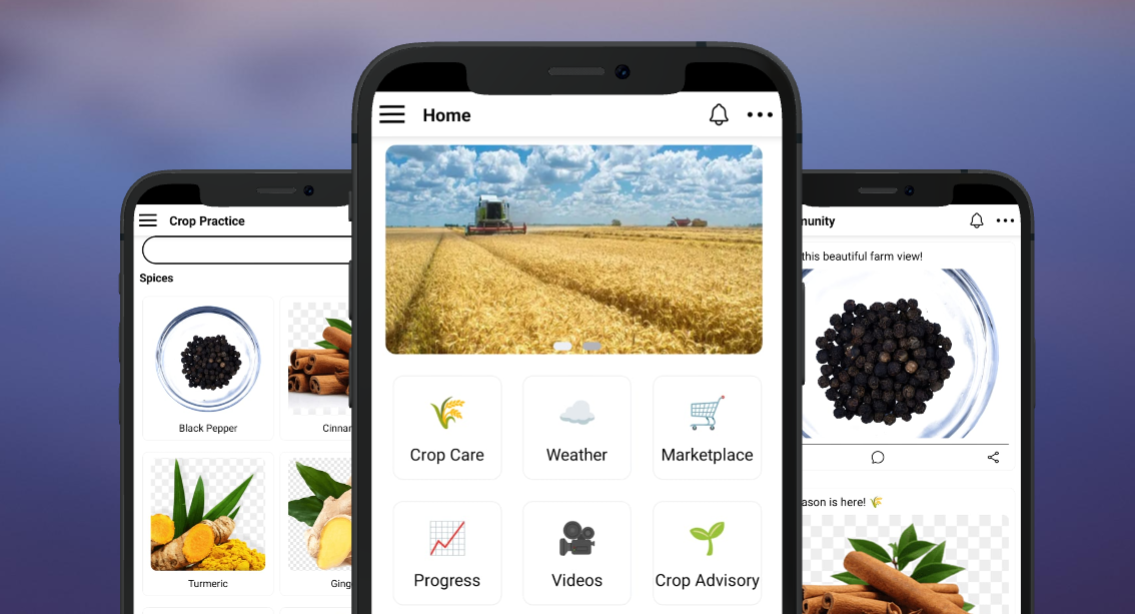 Home
Crop Care
Weather
Marketplace
Progress
Videos
Crop Advisory
Crop Practice
Spices
Black Pepper
Cinnar
Turmeric
Ging
nunity
this beautiful farm view!
ason is here! 🌾